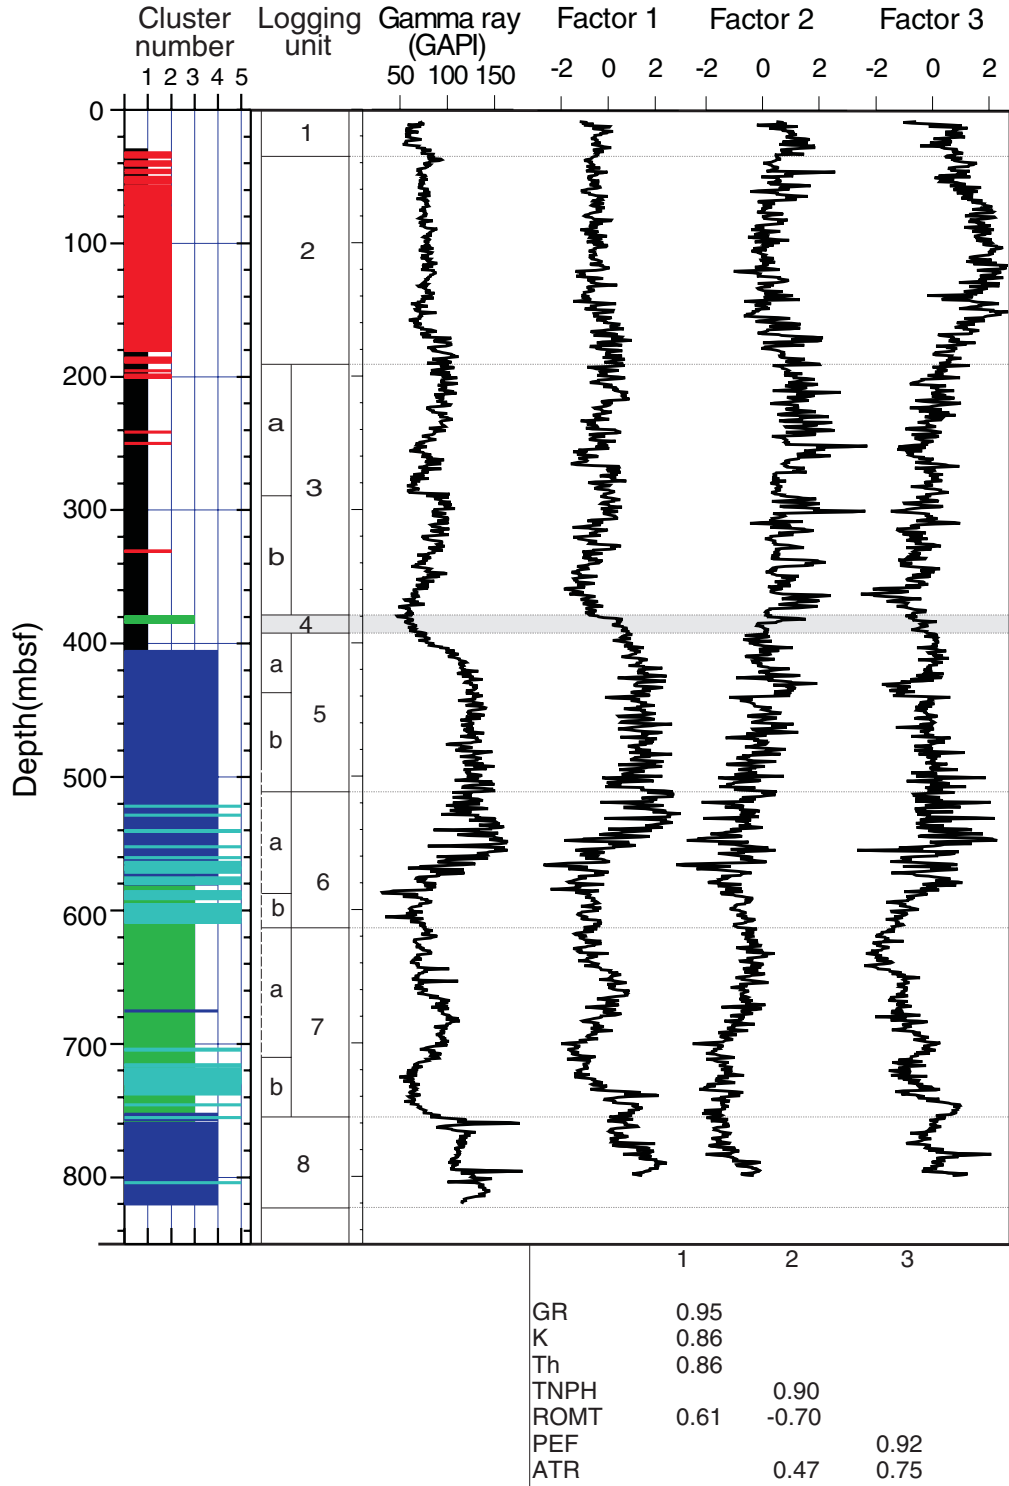 Cluster number
Logging unit
Gamma ray (GAPI)
Factor 1
Factor 2
Factor 3
1 2 3 4 5
50 100 150
-2 0 2
-2 0 2
-2 0 2
Depth(mbsf)
0
100
200
300
400
500
600
700
800
1
2
a
3
b
4
a
5
b
a
6
b
a
7
b
8
1 2 3
GR 0.95
K 0.86
Th 0.86
TNPH 0.90
ROMT 0.61 -0.70
PEF 0.92
ATR 0.47 0.75